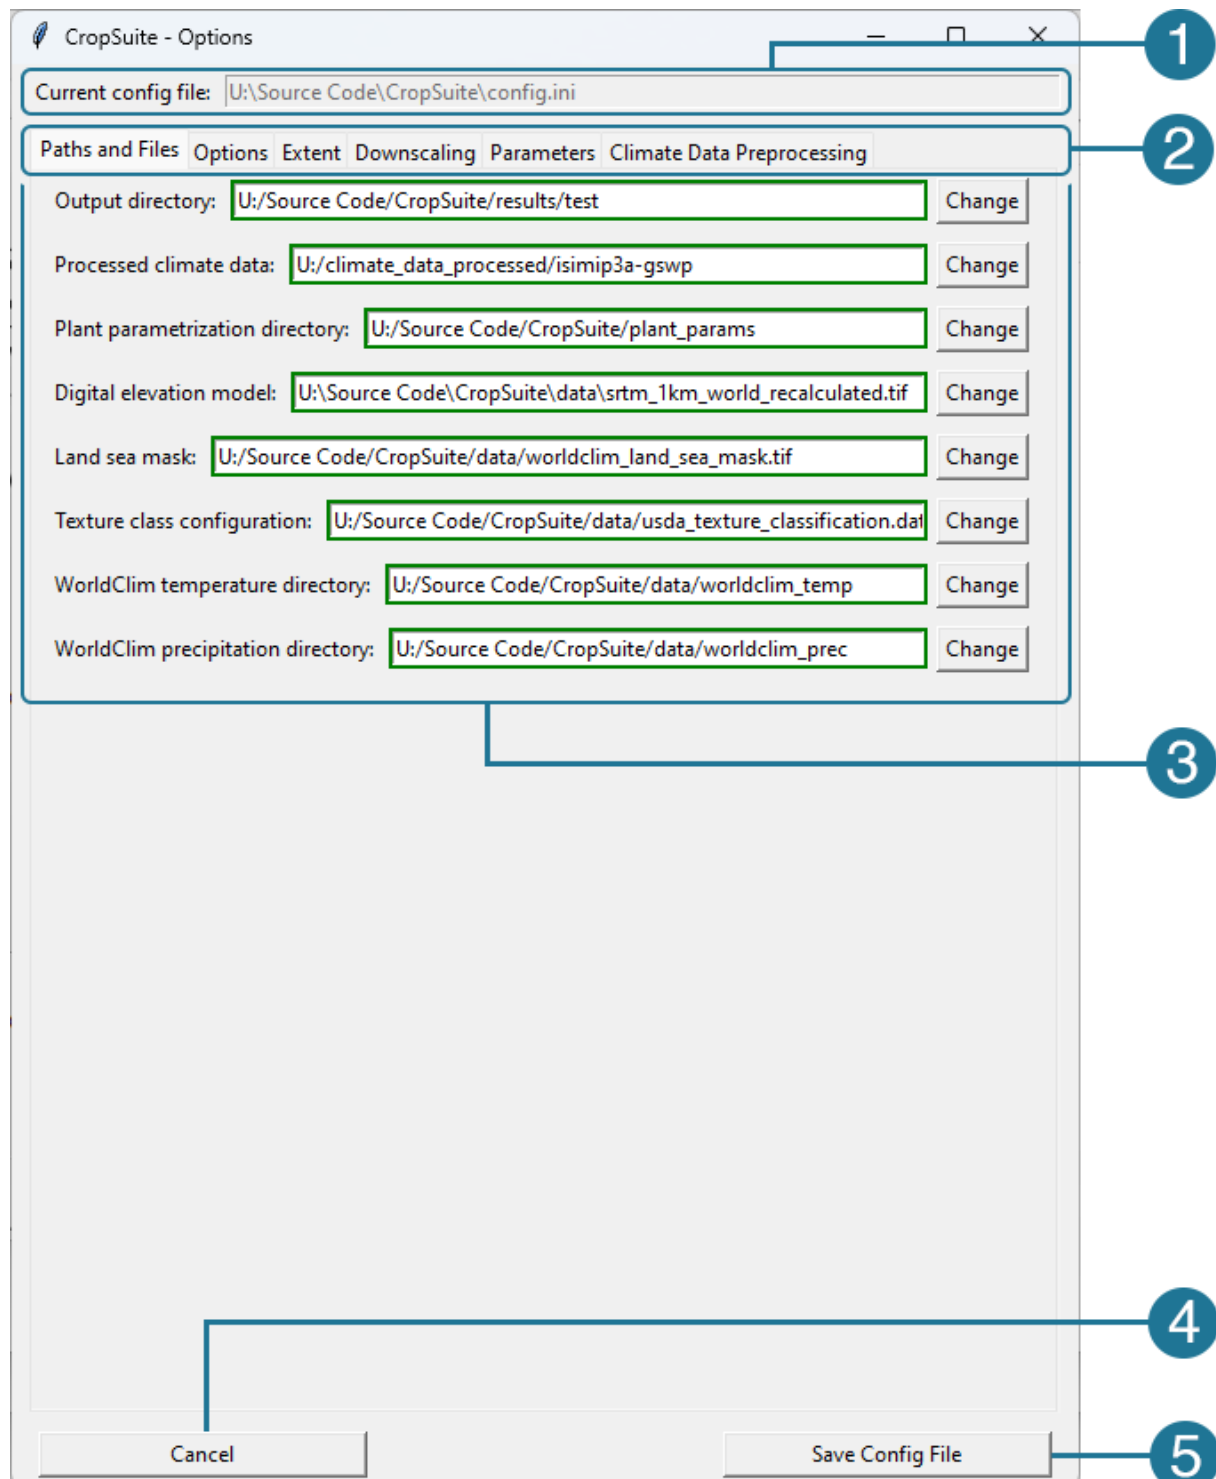 CropSuite - Options
1
Current config file: U:\Source Code\CropSuite\config.ini
2
Paths and Files Options Extent Downscaling Parameters Climate Data Preprocessing
Output directory: U:/Source Code/CropSuite/results/test Change
Processed climate data: U:/climate_data_processed/isimip3a-gswp Change
Plant parametrization directory: U:/Source Code/CropSuite/plant_params Change
Digital elevation model: U:\Source Code\CropSuite\data\srtm_1km_world_recalculated.tif Change
Land sea mask: U:/Source Code/CropSuite/data/worldclim_land_sea_mask.tif Change
Texture class configuration: U:/Source Code/CropSuite/data/usda_texture_classification.dat Change
WorldClim temperature directory: U:/Source Code/CropSuite/data/worldclim_temp Change
WorldClim precipitation directory: U:/Source Code/CropSuite/data/worldclim_prec Change
3
4
Cancel Save Config File 5